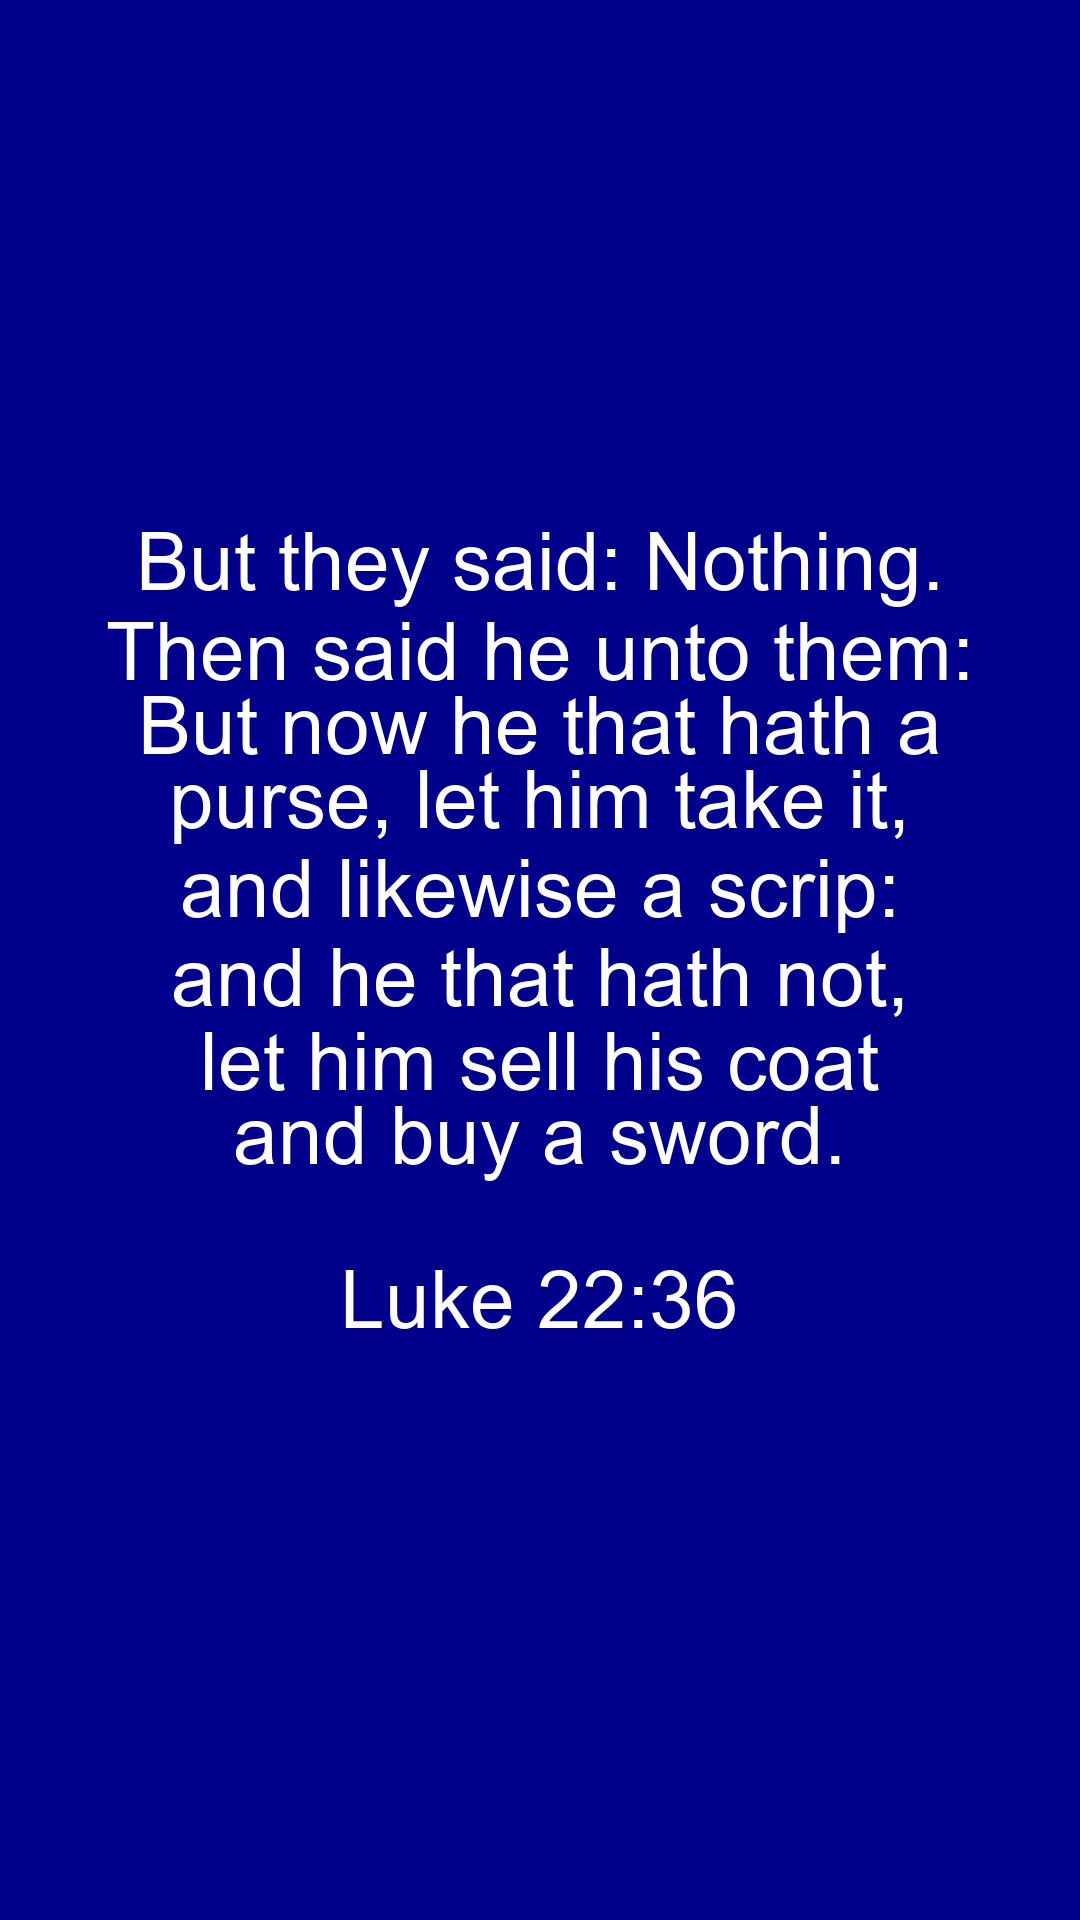 But they said: Nothing.
Then said he unto them:
But now he that hath a
purse, let him take it,
and likewise a scrip:
and he that hath not,
let him sell his coat
and buy a sword.
Luke 22:36